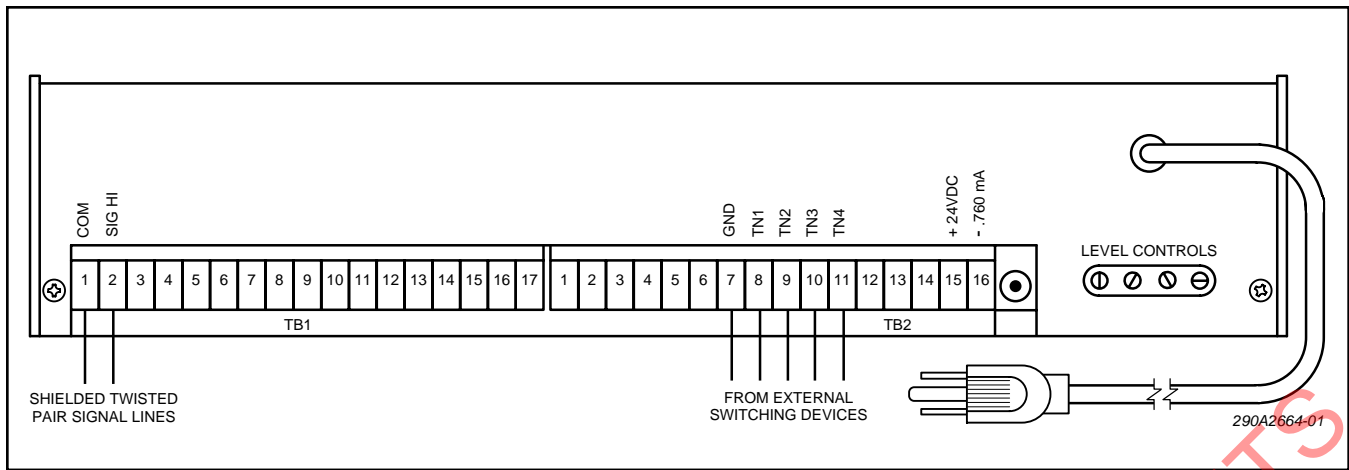 COM
SIG HI
GND
TN1
TN2
TN3
TN4
+ 24VDC
- .760 mA
LEVEL CONTROLS
1 2 3 4 5 6 7 8 9 10 11 12 13 14 15 16 17
1 2 3 4 5 6 7 8 9 10 11 12 13 14 15 16
TB1
TB2
SHIELDED TWISTED
PAIR SIGNAL LINES
FROM EXTERNAL
SWITCHING DEVICES
290A2664-01
TS